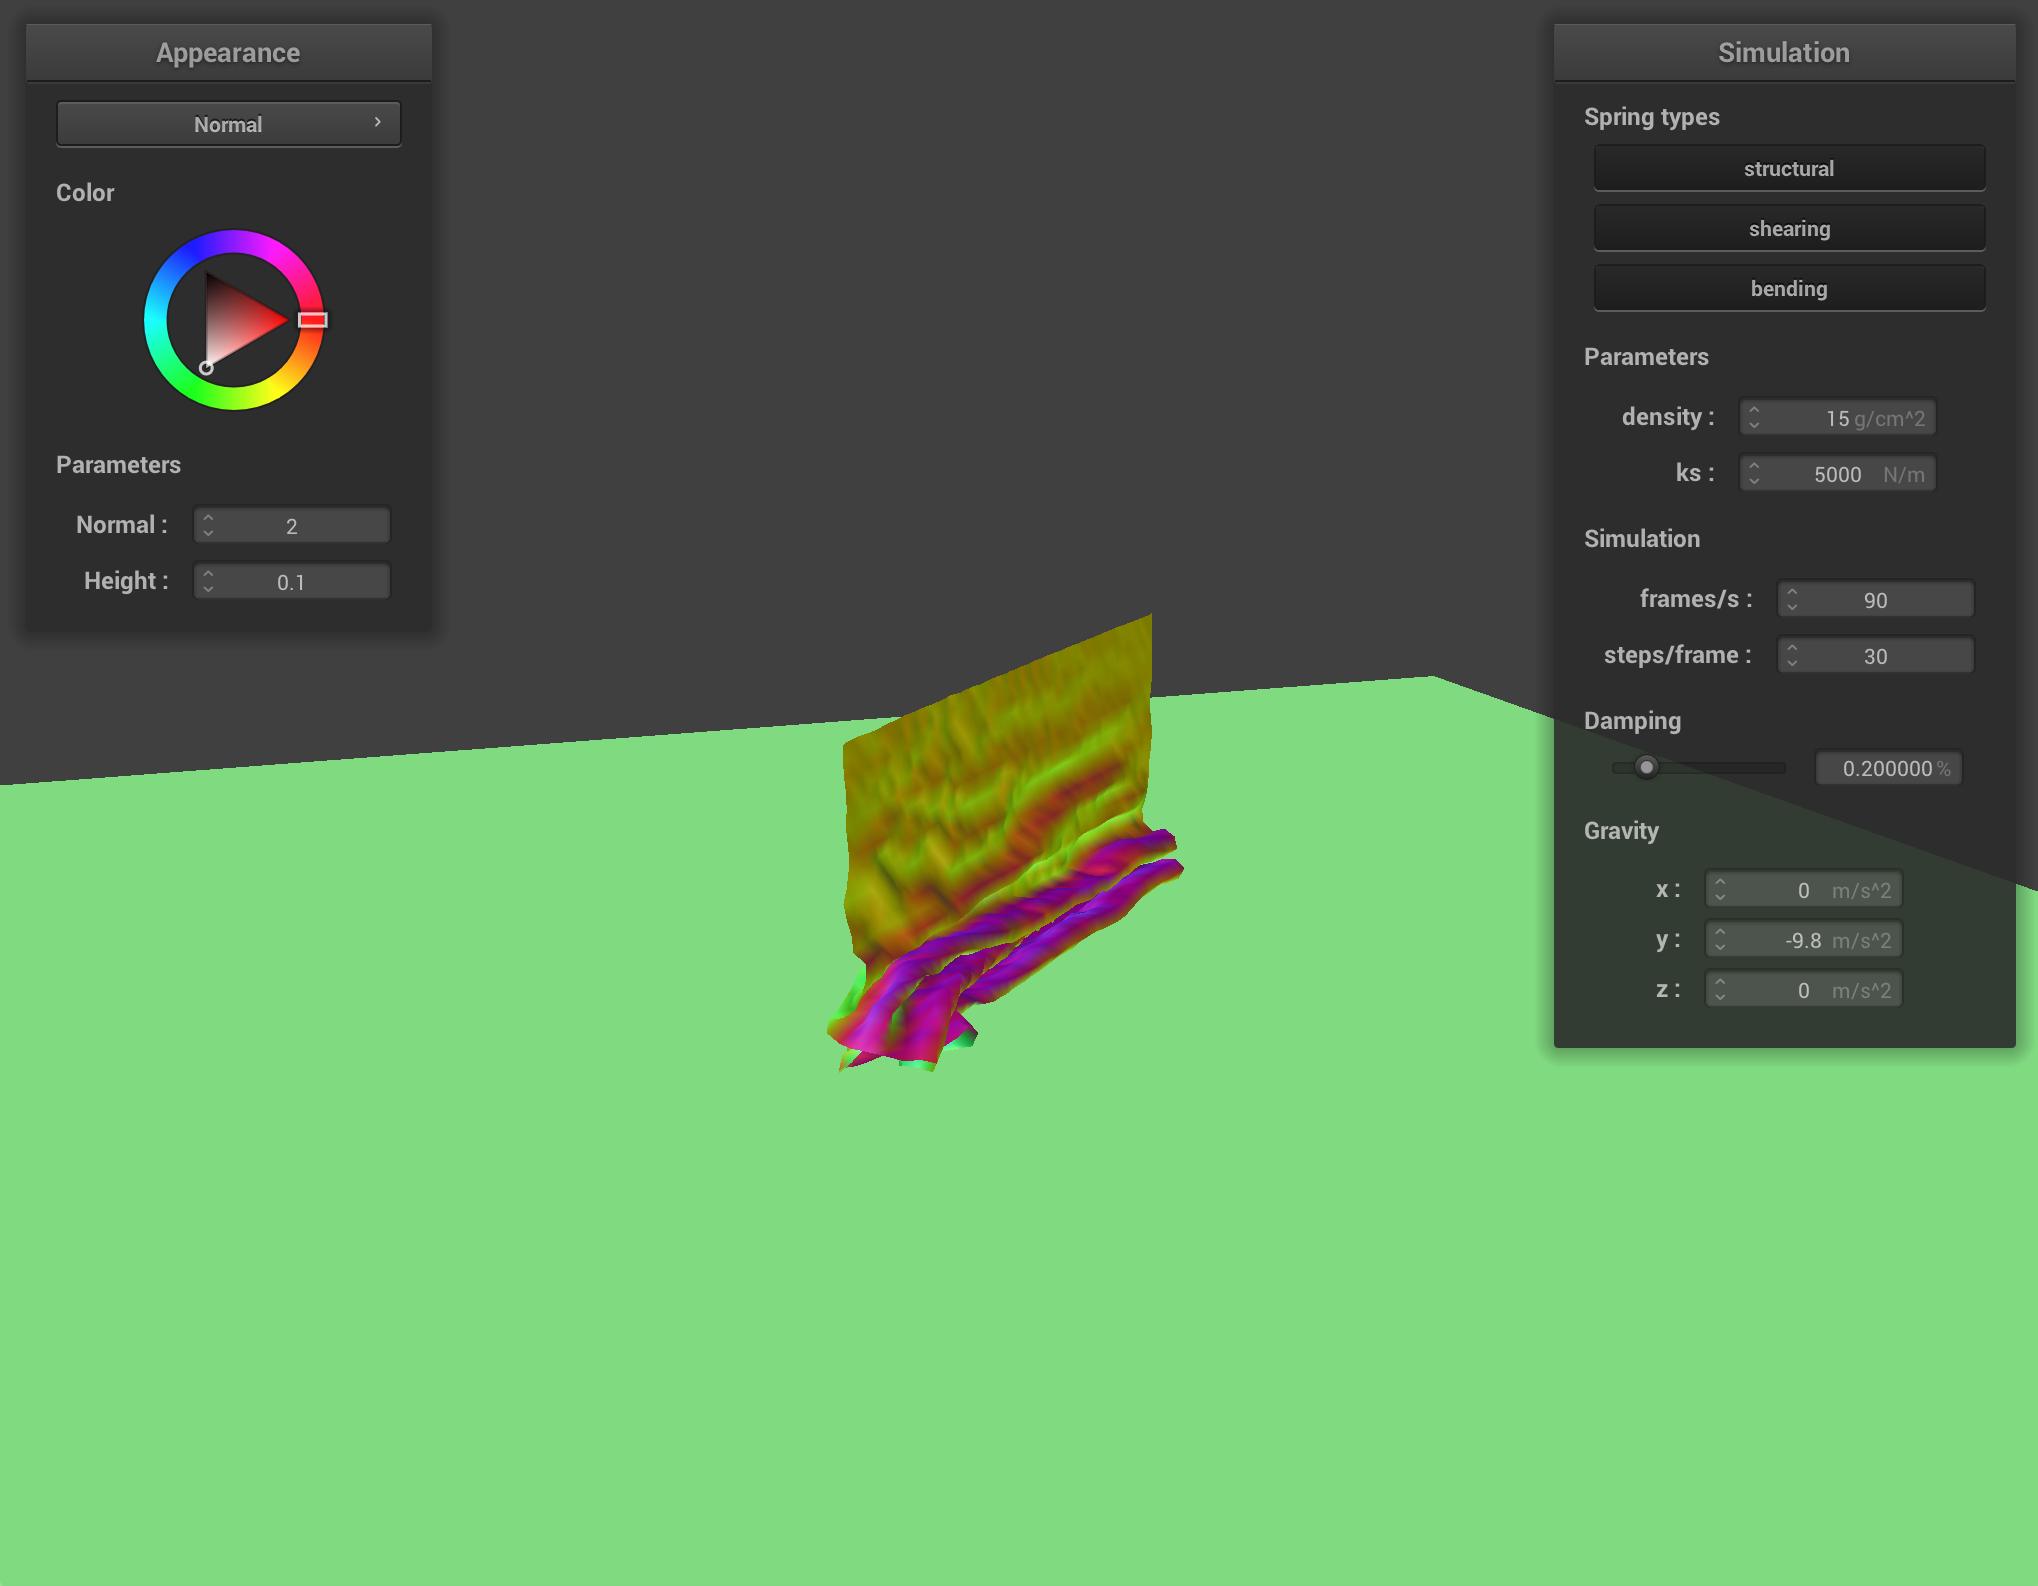 Appearance
Normal
Color
Parameters
Normal : 2
Height : 0.1
Simulation
Spring types
structural
shearing
bending
Parameters
density : 15 g/cm^2
ks : 5000 N/m
Simulation
frames/s : 90
steps/frame : 30
Damping
0.200000 %
Gravity
x : 0 m/s^2
y : -9.8 m/s^2
z : 0 m/s^2